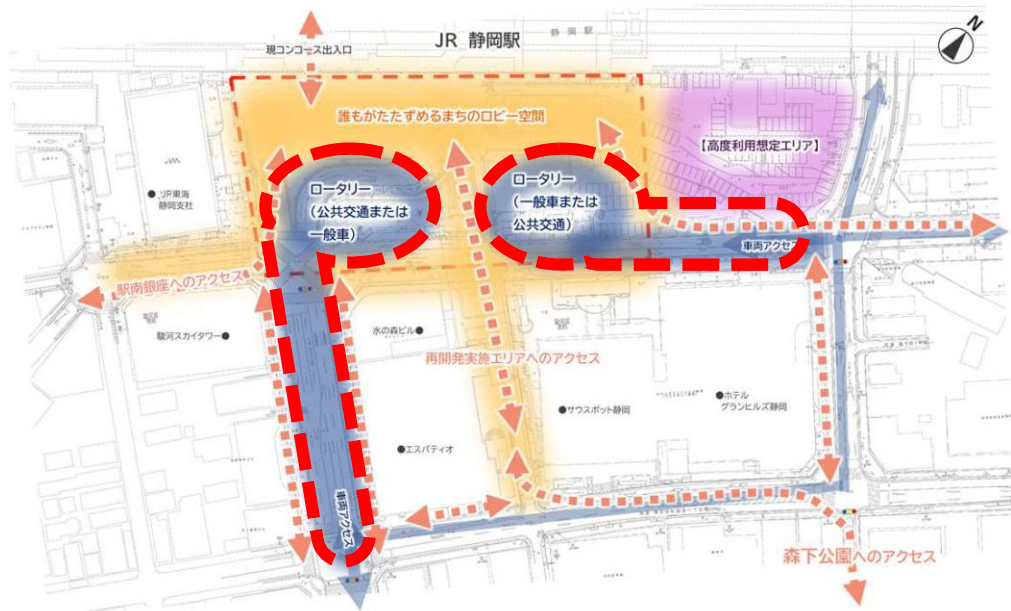 JR 静岡駅
静岡駅
N
現コンコース出入口
誰もがたたずめるまちのロビー空間
【高度利用想定エリア】
ロータリー
（公共交通または
一般車）
ロータリー
（一般車または
公共交通）
JR東海
静岡支社
車両アクセス
駅南銀座へのアクセス
駿河スカイタワー
水の森ビル
再開発実施エリアへのアクセス
サウスポット静岡
ホテル
グランヒルズ静岡
エスパティオ
車両アクセス
森下公園へのアクセス